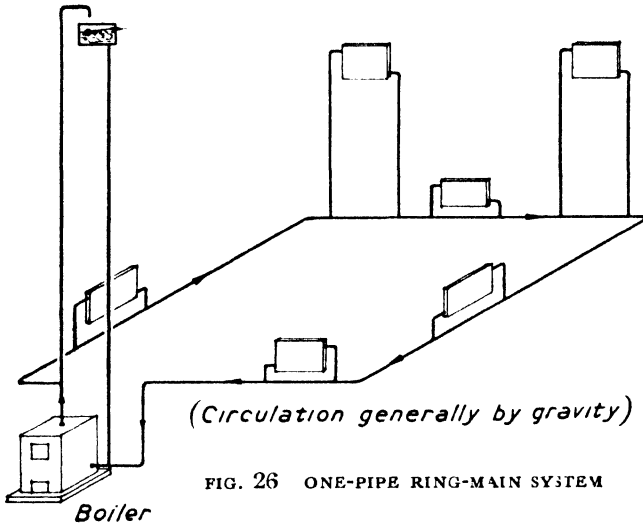 (Circulation generally by gravity)
FIG. 26 ONE-PIPE RING-MAIN SYSTEM
Boiler